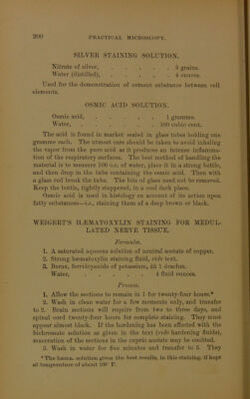 200 PRACTICAL MICROSCOPY.
SILVER STAINING SOLUTION.
Nitrate of silver, . . . . . . 3 grains.
Water (distilled), . . . . . . 4 ounces.
Used for the demonstration of cement substance between cell
elements.
OSMIC ACID SOLUTION.
Osmic acid, . . . . . . 1 gramme.
Water, . . . . . . 100 cubic cent.
The acid is found in market sealed in glass tubes holding one
gramme each. The utmost care should be taken to avoid inhaling
the vapor from the pure acid as it produces an intense inflamma-
tion of the respiratory surfaces. The best method of handling the
material is to measure 100 c.c. of water, place it in a strong bottle,
and then drop in the tube containing the osmic acid. Then with
a glass rod break the tube. The bits of glass need not be removed.
Keep the bottle, tightly stoppered, in a cool dark place.
Osmic acid is used in histology on account of its action upon
fatty substances—i.e., staining them of a deep brown or black.
WEIGERT'S HÆMATOXYLIN STAINING FOR MEDUL-
LATED NERVE TISSUE.
Formulæ.
1. A saturated aqueous solution of neutral acetate of copper.
2. Strong hæmatoxylin staining fluid, vide text.
3. Borax, ferridcyanide of potassium, āā 1 drachm.
Water, . . . . . . 4 fluid ounces.
Process.
1. Allow the sections to remain in 1 for twenty-four hours.*
2. Wash in clean water for a few moments only, and transfer
to 2. Brain sections will require from two to three days, and
spinal cord twenty-four hours for complete staining. They must
appear almost black. If the hardening has been effected with the
bichromate solution as given in the text (vide hardening fluids),
maceration of the sections in the cupric acetate may be omitted.
3. Wash in water for five minutes and transfer to 3. They
* The hæma. solution gives the best results, in this staining, if kept
at temperature of about 100° F.